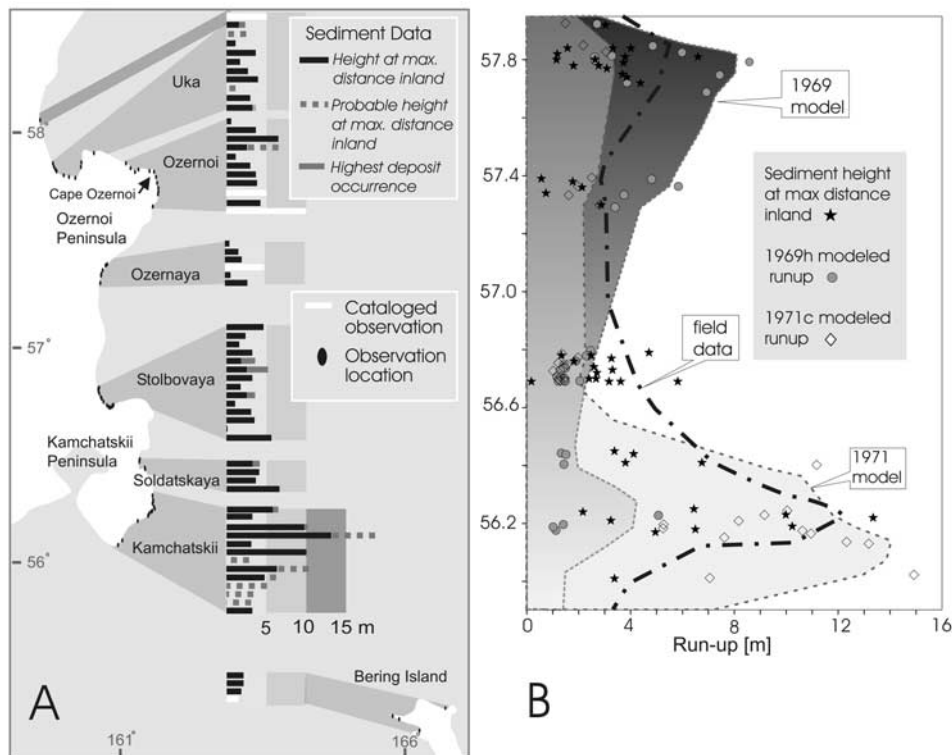 Sediment Data
Height at max.
distance inland
Probable height
at max. distance
inland
Highest deposit
occurrence
Uka
58°
Ozernoi
Cape Ozernoi
Ozernoi
Peninsula
Ozernaya
Cataloged
observation
Observation
location
57°
Stolbovaya
Kamchatskii
Peninsula
Soldatskaya
Kamchatskii
56°
5
10
15 m
Bering Island
A
161°
166
57.8
57.4
57.0
56.6
56.2
1969
model
Sediment height
at max distance
inland
1969h modeled
runup
1971c modeled
runup
field
data
1971
model
0
4
8
12
16
Run-up [m]
B